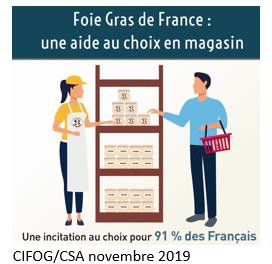 Foie Gras de France :
une aide au choix en magasin
Une incitation au choix pour 91 % des Français
CIFOG/CSA novembre 2019